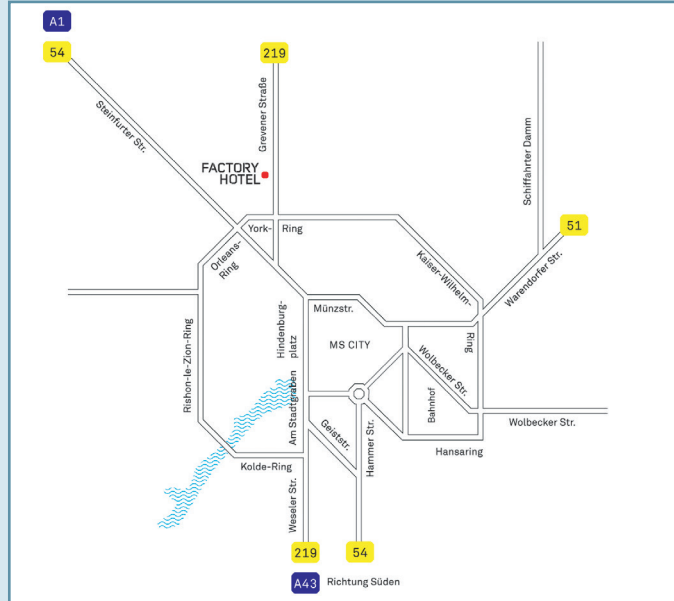 A1
54
219
Steinfurter Str.
Grevener Straße
Schiffahrter Damm
FACTORY
HOTEL
51
York-
Ring
Orleans-
Ring
Kaiser-Wilhelm-
Ring
Warendorfer Str.
Rishon-le-Zion-Ring
Hindenburg-
platz
Münzstr.
MS CITY
Wolbecker Str.
Am Stadtgraben
Bahnhof
Wolbecker Str.
Geiststr.
Hammer Str.
Hansaring
Kolde-Ring
Weseler Str.
219
54
A43
Richtung Süden